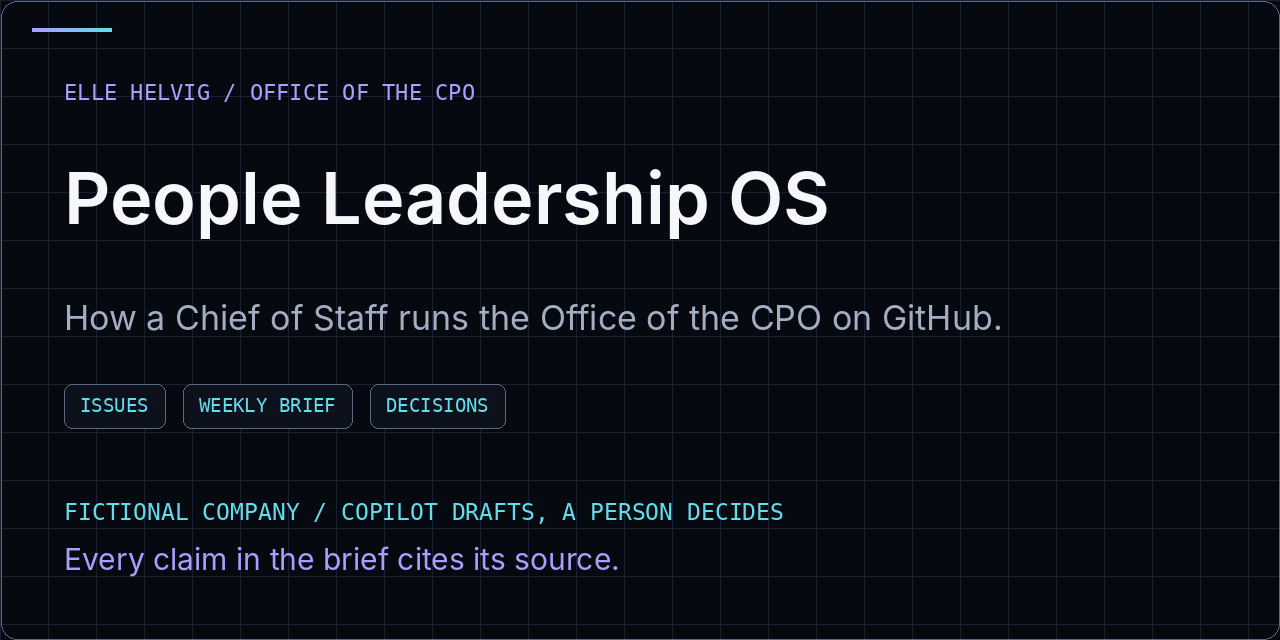 ELLE HELVIG / OFFICE OF THE CPO
People Leadership OS
How a Chief of Staff runs the Office of the CPO on GitHub.
ISSUES WEEKLY BRIEF DECISIONS
FICTIONAL COMPANY / COPILOT DRAFTS, A PERSON DECIDES
Every claim in the brief cites its source.